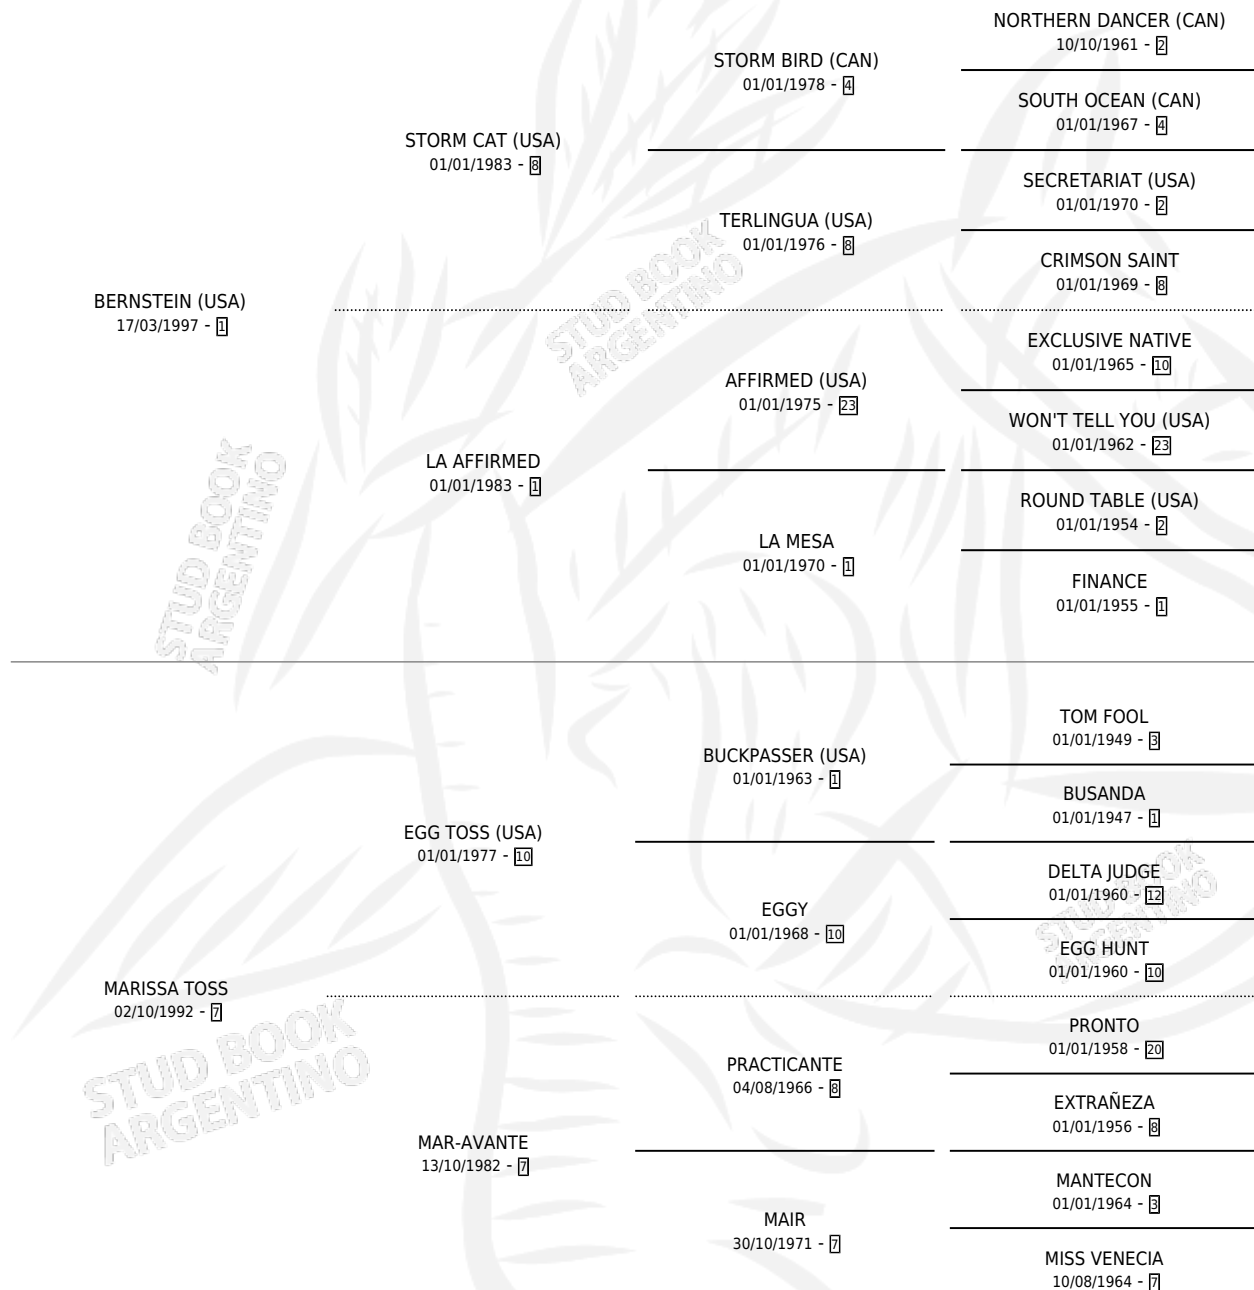 NORTHERN DANCER (CAN)
10/10/1961 - 2
STORM BIRD (CAN)
01/01/1978 - 4
SOUTH OCEAN (CAN)
01/01/1967 - 4
STORM CAT (USA)
01/01/1983 - 8
SECRETARIAT (USA)
01/01/1970 - 2
TERLINGUA (USA)
01/01/1976 - 8
CRIMSON SAINT
01/01/1969 - 8
BERNSTEIN (USA)
17/03/1997 - 1
STUD BOOK
ARGENTINO
EXCLUSIVE NATIVE
01/01/1965 - 10
AFFIRMED (USA)
01/01/1975 - 23
WON'T TELL YOU (USA)
01/01/1962 - 23
LA AFFIRMED
01/01/1983 - 1
ROUND TABLE (USA)
01/01/1954 - 2
LA MESA
01/01/1970 - 1
FINANCE
01/01/1955 - 1
STUD BOOK
ARGENTINO
TOM FOOL
01/01/1949 - 3
BUCKPASSER (USA)
01/01/1963 - 1
BUSANDA
01/01/1947 - 1
EGG TOSS (USA)
01/01/1977 - 10
DELTA JUDGE
01/01/1960 - 12
EGGY
01/01/1968 - 10
STUD BOOK
ARGENTINO
EGG HUNT
01/01/1960 - 10
MARISSA TOSS
02/10/1992 - 7
STUD BOOK
ARGENTINO
PRONTO
01/01/1958 - 20
PRACTICANTE
04/08/1966 - 8
EXTRAÑEZA
01/01/1956 - 8
MAR-AVANTE
13/10/1982 - 7
MANTECON
01/01/1964 - 3
MAIR
30/10/1971 - 7
MISS VENECIA
10/08/1964 - 7